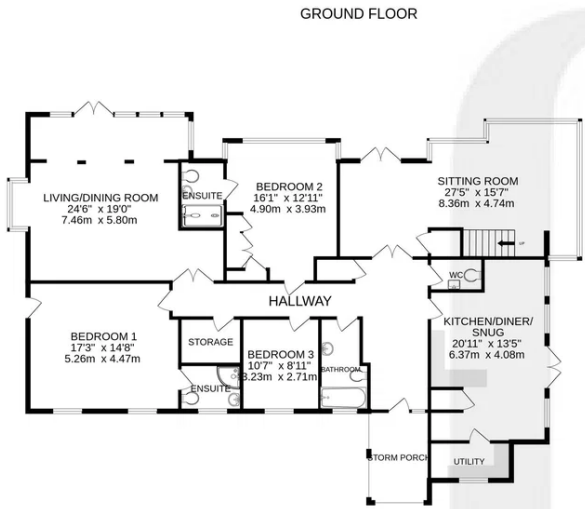 GROUND FLOOR
LIVING/DINING ROOM
24'6" x 19'0"
7.46m x 5.80m
ENSUITE
BEDROOM 2
16'1" x 12'11"
4.90m x 3.93m
SITTING ROOM
27'5" x 15'7"
8.36m x 4.74m
UP
WC
HALLWAY
BEDROOM 1
17'3" x 14'8"
5.26m x 4.47m
STORAGE
ENSUITE
BEDROOM 3
10'7" x 8'11"
3.23m x 2.71m
BATHROOM
KITCHEN/DINER/
SNUG
20'11" x 13'5"
6.37m x 4.08m
STORM PORCH
UTILITY